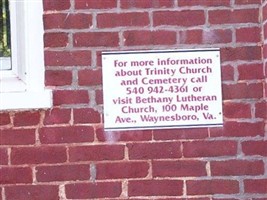 For more information
about Trinity Church
and Cemetery call
540 942-4361 or
visit Bethany Lutheran
Church, 100 Maple
Ave., Waynesboro, Va.